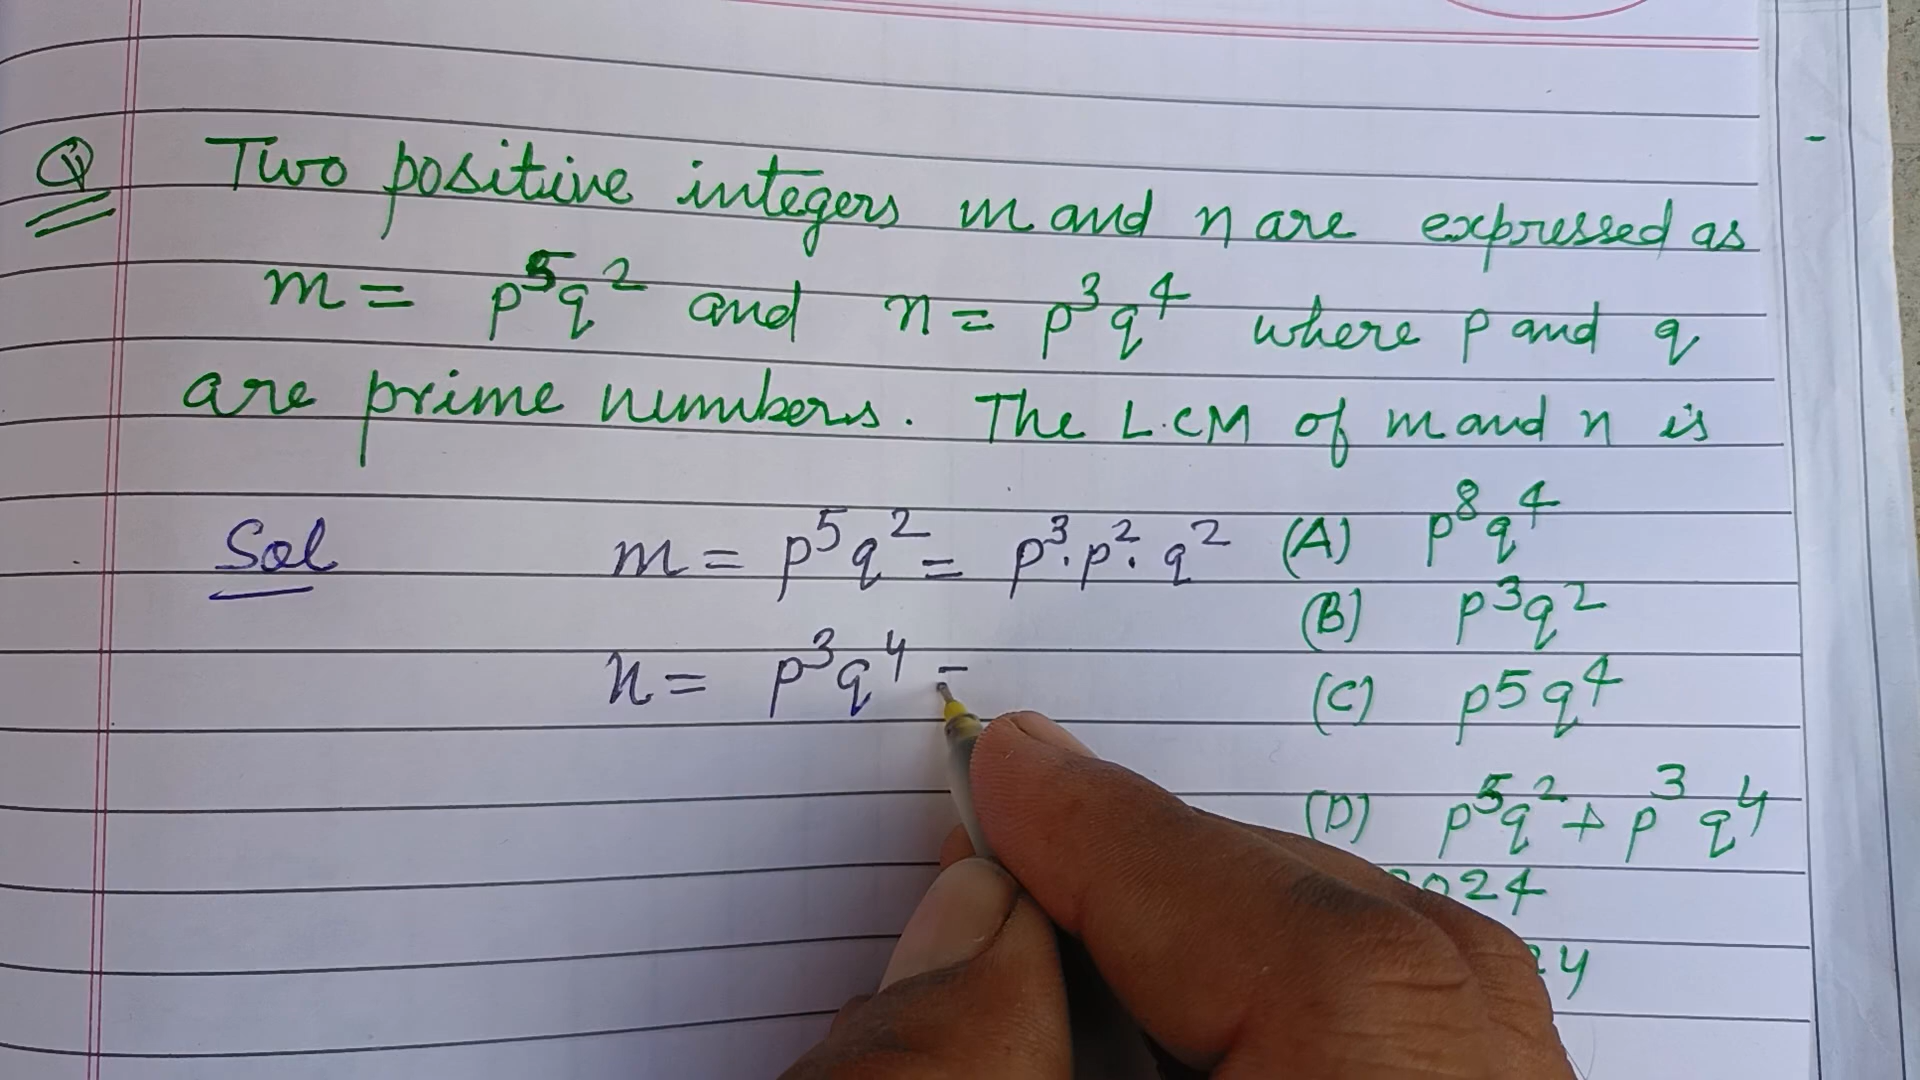 Q Two positive integers m and n are expressed as
m = p⁵q² and n = p³q⁴ where p and q
are prime numbers. The L.CM of m and n is
Sol m = p⁵q² = p³.p².q² (A) p⁸q⁴
(B) p³q²
n = p³q⁴ = (C) p⁵q⁴
(D) p⁵q² + p³q⁴